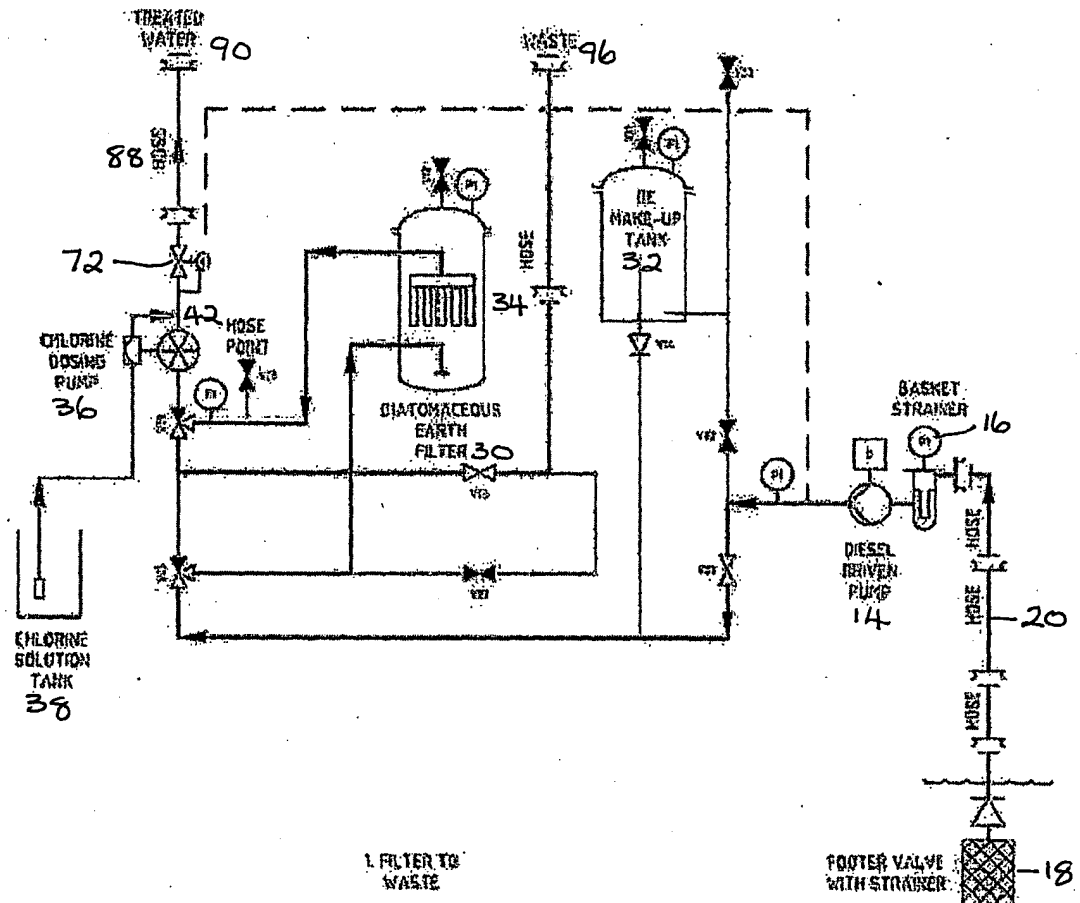 TREATED
WATER 90
WASTE 96
88 HOSE
HOSE
DE
MAKE-UP
TANK
32
72
34
42
HOSE
POINT
CHLORINE
DOSING
PUMP
36
DIATOMACEOUS
EARTH
FILTER 30
BASKET
STRAINER
16
DIESEL
DRIVEN
PUMP
14
HOSE
HOSE
20
HOSE
CHLORINE
SOLUTION
TANK
38
1. FILTER TO
WASTE
FOOTER VALVE
WITH STRAINER
18